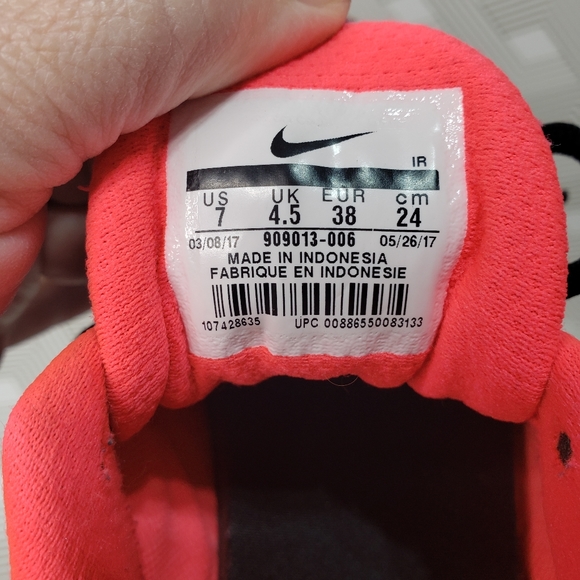 IR
US UK EUR cm
7 4.5 38 24
03/08/17 909013-006 05/26/17
MADE IN INDONESIA
FABRIQUE EN INDONESIE
107428635 UPC 00886550083133